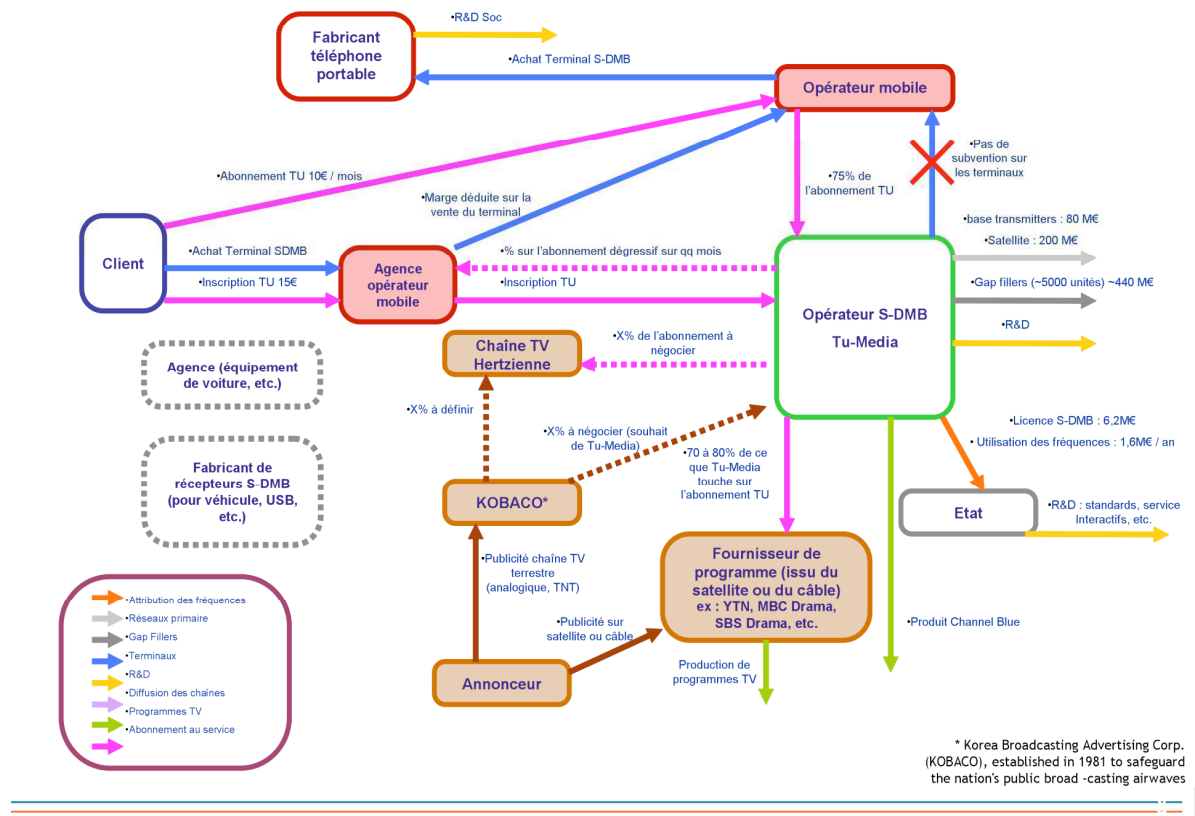 •R&D Soc
Fabricant
téléphone
portable
•Achat Terminal S-DMB
Opérateur mobile
•Pas de
subvention sur
les terminaux
•Abonnement TU 10€ / mois
•75% de
l'abonnement TU
•Marge déduite sur la
vente du terminal
•base transmitters : 80 M€
•Satellite : 200 M€
Client
•Achat Terminal SDMB
•% sur l'abonnement dégressif sur qq mois
Agence
opérateur
mobile
•Inscription TU 15€
•Inscription TU
•Gap fillers (~5000 unités) ~440 M€
Opérateur S-DMB
Tu-Media
•R&D
•X% de l'abonnement à
négocier
Chaîne TV
Hertzienne
Agence (équipement
de voiture, etc.)
•X% à définir
•X% à négocier (souhait
de Tu-Media)
•Licence S-DMB : 6,2M€
• Utilisation des fréquences : 1,6M€ / an
•70 à 80% de ce
que Tu-Media
touche sur
l'abonnement TU
Fabricant de
récepteurs S-DMB
(pour véhicule, USB,
etc.)
KOBACO*
Etat
•R&D : standards, service
Interactifs, etc.
•Publicité chaîne TV
terrestre
(analogique, TNT)
Fournisseur de
programme (issu du
satellite ou du câble)
ex : YTN, MBC Drama,
SBS Drama, etc.
•Publicité sur
satellite ou câble
•Produit Channel Blue
Annonceur
Production de
programmes TV
•Attribution des fréquences
•Réseaux primaire
•Gap Fillers
•Terminaux
•R&D
•Diffusion des chaînes
•Programmes TV
•Abonnement au service
* Korea Broadcasting Advertising Corp.
(KOBACO), established in 1981 to safeguard
the nation's public broad -casting airwaves